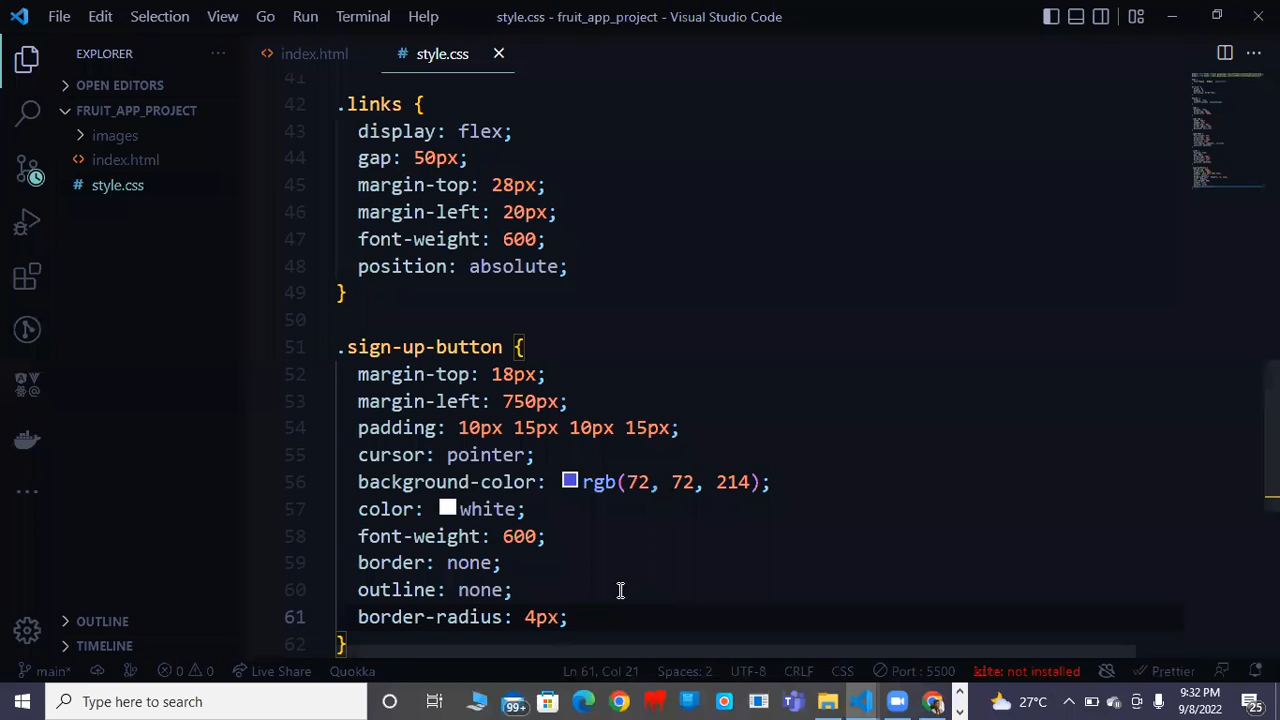 File Edit Selection View Go Run Terminal Help style.css - fruit_app_project - Visual Studio Code
EXPLORER
index.html
style.css
OPEN EDITORS
FRUIT_APP_PROJECT
images
index.html
style.css
OUTLINE
TIMELINE
41
42 .links {
43 display: flex;
44 gap: 50px;
45 margin-top: 28px;
46 margin-left: 20px;
47 font-weight: 600;
48 position: absolute;
49 }
50
51 .sign-up-button {
52 margin-top: 18px;
53 margin-left: 750px;
54 padding: 10px 15px 10px 15px;
55 cursor: pointer;
56 background-color: rgb(72, 72, 214);
57 color: white;
58 font-weight: 600;
59 border: none;
60 outline: none;
61 border-radius: 4px;
62 }
main* 0 0 Live Share Quokka Ln 61, Col 21 Spaces: 2 UTF-8 CRLF CSS Port : 5500 kite: not installed Prettier
Type here to search 99+ 27°C 9:32 PM
9/8/2022